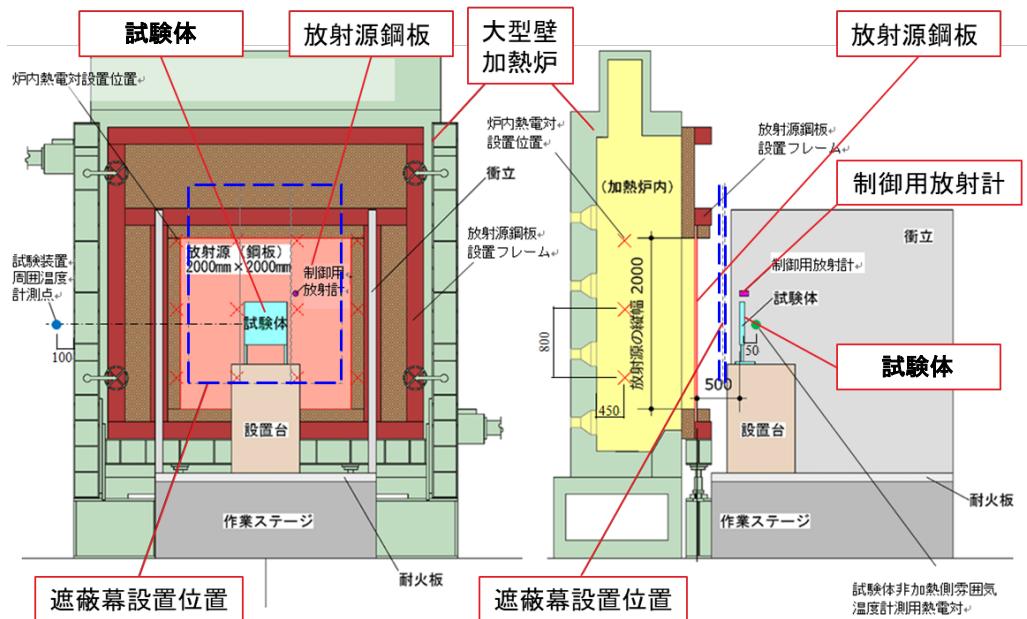 試験体
放射源鋼板
大型壁
加熱炉
放射源鋼板
炉内熱電対設置位置
炉内熱電対
設置位置
放射源鋼板
設置フレーム
衝立
(加熱炉内)
制御用放射計
放射源鋼板
設置フレーム
衝立
試験装置
周囲温度
計測点
放射源(鋼板)
2000mm×2000mm
制御用
放射計
制御用放射計
試験体
試験体
放射源の縦幅 2000
800
50
試験体
100
500
450
設置台
設置台
耐火板
作業ステージ
作業ステージ
耐火板
遮蔽幕設置位置
遮蔽幕設置位置
試験体非加熱側雰囲気
温度計測用熱電対